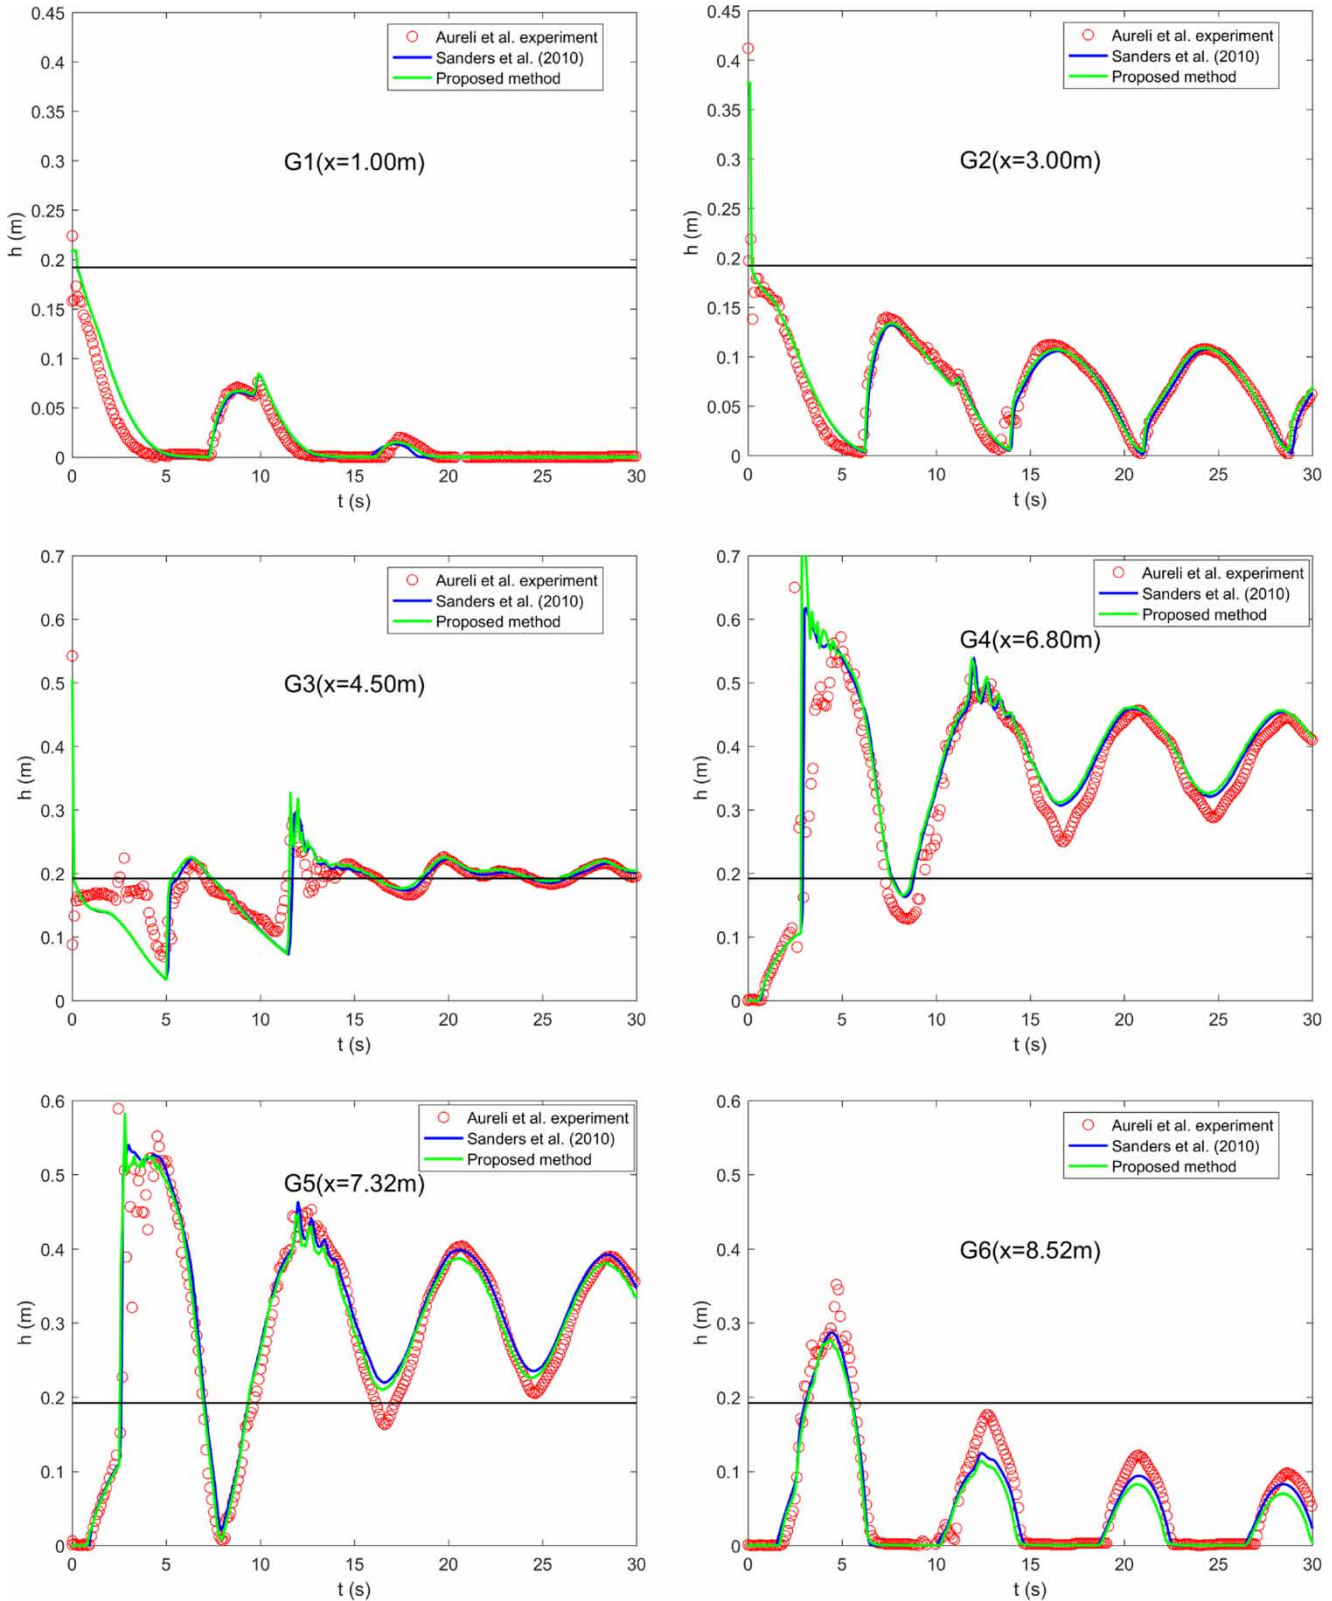 0.45
0.4
0.35
0.3
0.25
0.2
0.15
0.1
0.05
0
h (m)
Aureli et al. experiment
Sanders et al. (2010)
Proposed method
G1(x=1.00m)
0 5 10 15 20 25 30
t (s)
0.45
0.4
0.35
0.3
0.25
0.2
0.15
0.1
0.05
0
h (m)
Aureli et al. experiment
Sanders et al. (2010)
Proposed method
G2(x=3.00m)
0 5 10 15 20 25 30
t (s)
0.7
0.6
0.5
0.4
0.3
0.2
0.1
0
h (m)
Aureli et al. experiment
Sanders et al. (2010)
Proposed method
G3(x=4.50m)
0 5 10 15 20 25 30
t (s)
0.7
0.6
0.5
0.4
0.3
0.2
0.1
0
h (m)
Aureli et al. experiment
Sanders et al. (2010)
Proposed method
G4(x=6.80m)
0 5 10 15 20 25 30
t (s)
0.6
0.5
0.4
0.3
0.2
0.1
0
h (m)
Aureli et al. experiment
Sanders et al. (2010)
Proposed method
G5(x=7.32m)
0 5 10 15 20 25 30
t (s)
0.6
0.5
0.4
0.3
0.2
0.1
0
h (m)
Aureli et al. experiment
Sanders et al. (2010)
Proposed method
G6(x=8.52m)
0 5 10 15 20 25 30
t (s)